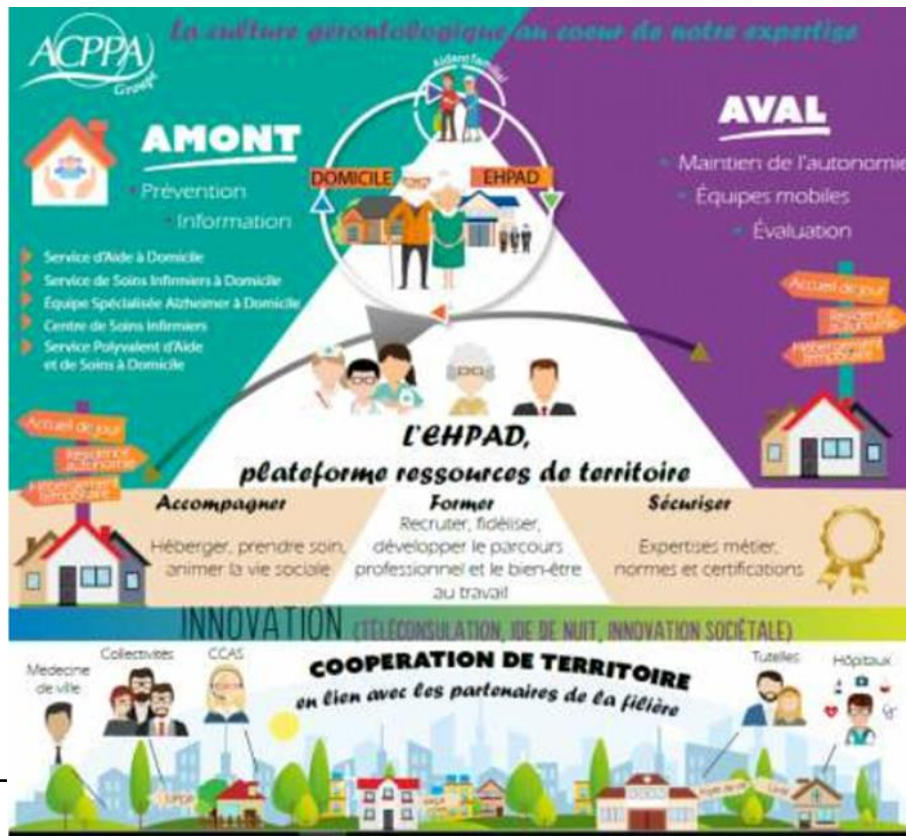 La culture gérontologique au coeur de notre expertise
ACPPA
Groupe
Aidant familial
AMONT
Prévention
Information
Service d'Aide à Domicile
Service de Soins Infirmiers à Domicile
Équipe Spécialisée Alzheimer à Domicile
Centre de Soins Infirmiers
Service Polyvalent d'Aide
et de Soins à Domicile
DOMICILE
EHPAD
AVAL
Maintien de l'autonomie
Équipes mobiles
Évaluation
Accueil de jour
Résidence
autonomie
Hébergement
temporaire
Accueil de jour
Résidence
autonomie
Hébergement
temporaire
L'EHPAD,
plateforme ressources de territoire
Accompagner
Héberger, prendre soin,
animer la vie sociale
Former
Recruter, fidéliser,
développer le parcours
professionnel et le bien-être
au travail
Sécuriser
Expertises métier,
normes et certifications
INNOVATION (TÉLÉCONSULATION, IDE DE NUIT, INNOVATION SOCIÉTALE)
COOPERATION DE TERRITOIRE
en lien avec les partenaires de la filière
Medecine
de ville
Collectivités
CCAS
Tutelles
Hôpitaux